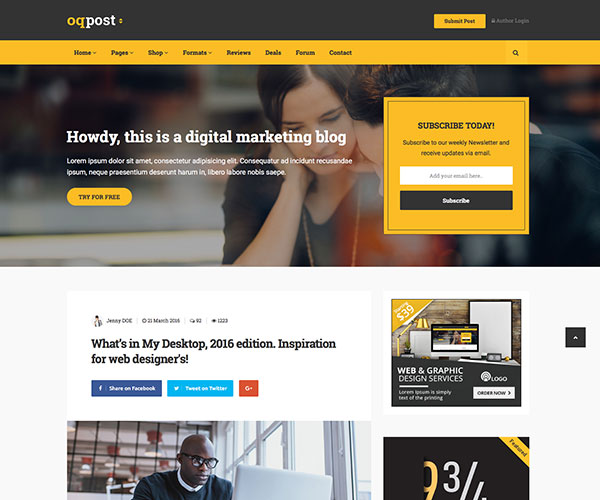 oqpost
Submit Post
Author Login
Home
Pages
Shop
Formats
Reviews
Deals
Forum
Contact
Howdy, this is a digital marketing blog
Lorem ipsum dolor sit amet, consectetur adipisicing elit. Consequatur ad incidunt recusandae
ipsum, neque praesentium deserunt harum in, libero labore nobis saepe.
TRY FOR FREE
SUBSCRIBE TODAY!
Subscribe to our weekly Newsletter and
receive updates via email.
Add your email here..
Subscribe
Jenny DOE
21 March 2016
92
1223
What's in My Desktop, 2016 edition. Inspiration
for web designer's!
Share on Facebook
Tweet on Twitter
G+
$39
WEB & GRAPHIC
DESIGN SERVICES
Lorem Ipsum is simply
text of the printing
LOGO
ORDER NOW
Featured
9 3/4